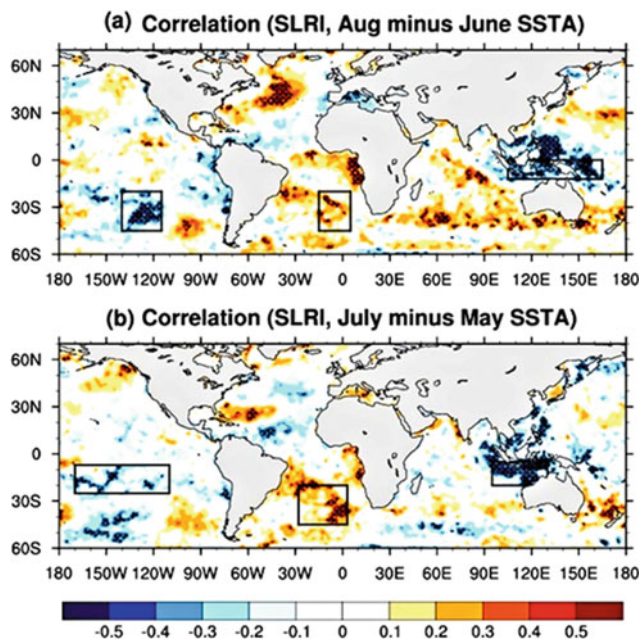 (a) Correlation (SLRI, Aug minus June SSTA)
60N
30N
0
30S
60S
180 150W 120W 90W 60W 30W 0 30E 60E 90E 120E 150E 180
(b) Correlation (SLRI, July minus May SSTA)
60N
30N
0
30S
60S
180 150W 120W 90W 60W 30W 0 30E 60E 90E 120E 150E 180
-0.5 -0.4 -0.3 -0.2 -0.1 0 0.1 0.2 0.3 0.4 0.5